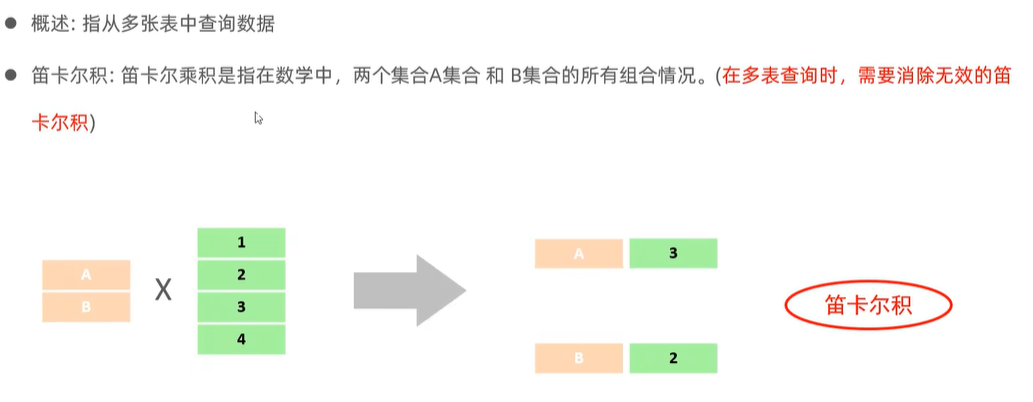 ● 概述: 指从多张表中查询数据
● 笛卡尔积: 笛卡尔乘积是指在数学中，两个集合A集合 和 B集合的所有组合情况。(在多表查询时，需要消除无效的笛
卡尔积)
1
A
2
X
B
3
4
A 3
笛卡尔积
B 2